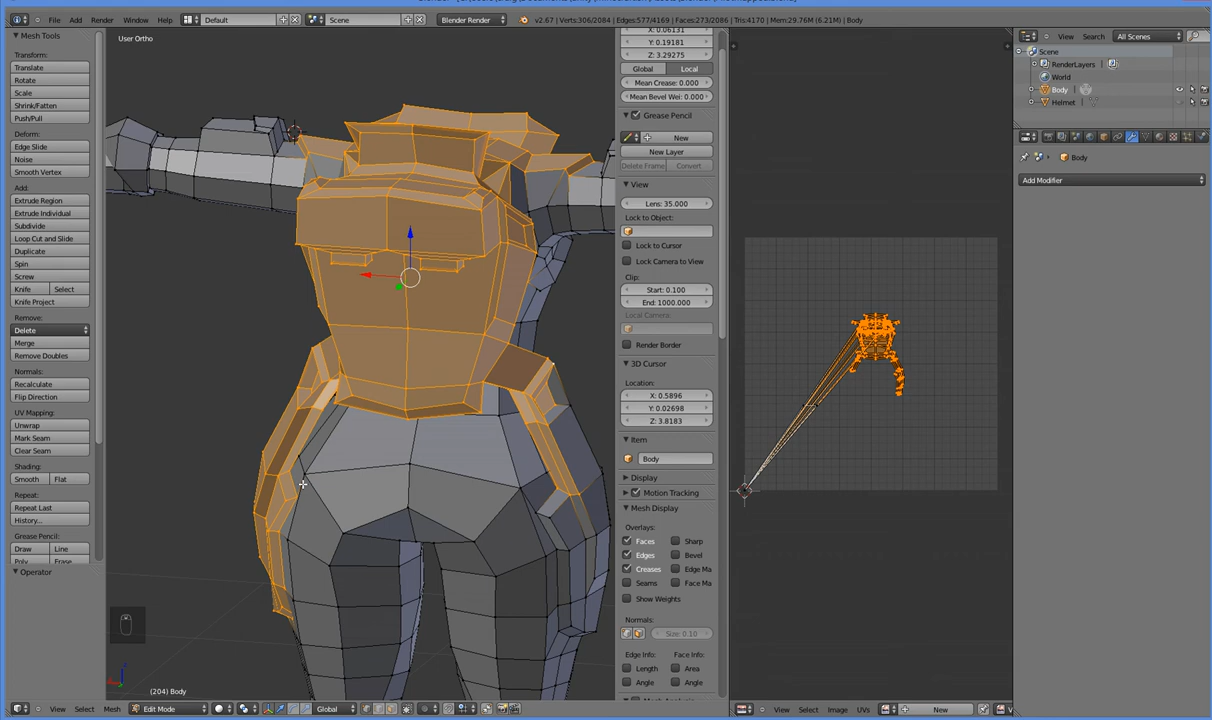 File Add Render Window Help Default Scene Blender Render v2.67 | Verts:306/2084 | Edges:577/4169 | Faces:273/2086 | Tris:4170 | Mem:29.76M (6.21M) | Body
Mesh Tools
Transform:
Translate
Rotate
Scale
Shrink/Fatten
Push/Pull
Deform:
Edge Slide
Noise
Smooth Vertex
Add:
Extrude Region
Extrude Individual
Subdivide
Loop Cut and Slide
Duplicate
Spin
Screw
Knife Select
Knife Project
Remove:
Delete
Merge
Remove Doubles
Normals:
Recalculate
Flip Direction
UV Mapping:
Unwrap
Mark Seam
Clear Seam
Shading:
Smooth Flat
Repeat:
Repeat Last
History...
Grease Pencil:
Draw Line
Poly Erase
Operator
User Ortho
(204) Body
View Select Mesh Edit Mode Global
X: 0.06131
Y: 0.19181
Z: 3.29275
Global Local
Mean Crease: 0.000
Mean Bevel Wei: 0.000
Grease Pencil
New
New Layer
Delete Frame Convert
View
Lens: 35.000
Lock to Object:
Lock to Cursor
Lock Camera to View
Clip:
Start: 0.100
End: 1000.000
Local Camera:
Render Border
3D Cursor
Location:
X: 0.5896
Y: 0.02698
Z: 3.8183
Item
Body
Display
Motion Tracking
Mesh Display
Overlays:
Faces Sharp
Edges Bevel
Creases Edge Ma
Seams Face Ma
Show Weights
Normals:
Size: 0.10
Edge Info: Face Info:
Length Area
Angle Angle
View Select Image UVs New
View Search All Scenes
Scene
RenderLayers
World
Body
Helmet
Body
Add Modifier